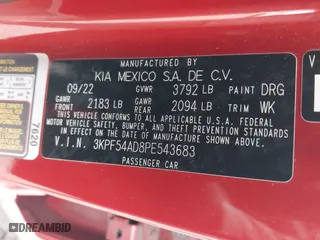 MANUFACTURED BY
KIA MEXICO S.A. DE C.V.
09/22 GVWR 3792 LB PAINT DRG
GAWR FRONT 2183 LB GAWR REAR 2094 LB TRIM WK
THIS VEHICLE CONFORMS TO ALL APPLICABLE U.S. FEDERAL
MOTOR VEHICLE SAFETY, BUMPER, AND THEFT PREVENTION
STANDARDS IN EFFECT ON THE DATE OF MANUFACTURE SHOWN ABOVE.
V.I.N. 3KPF54AD8PE543683
PASSENGER CAR
7620
V
DREAMBID